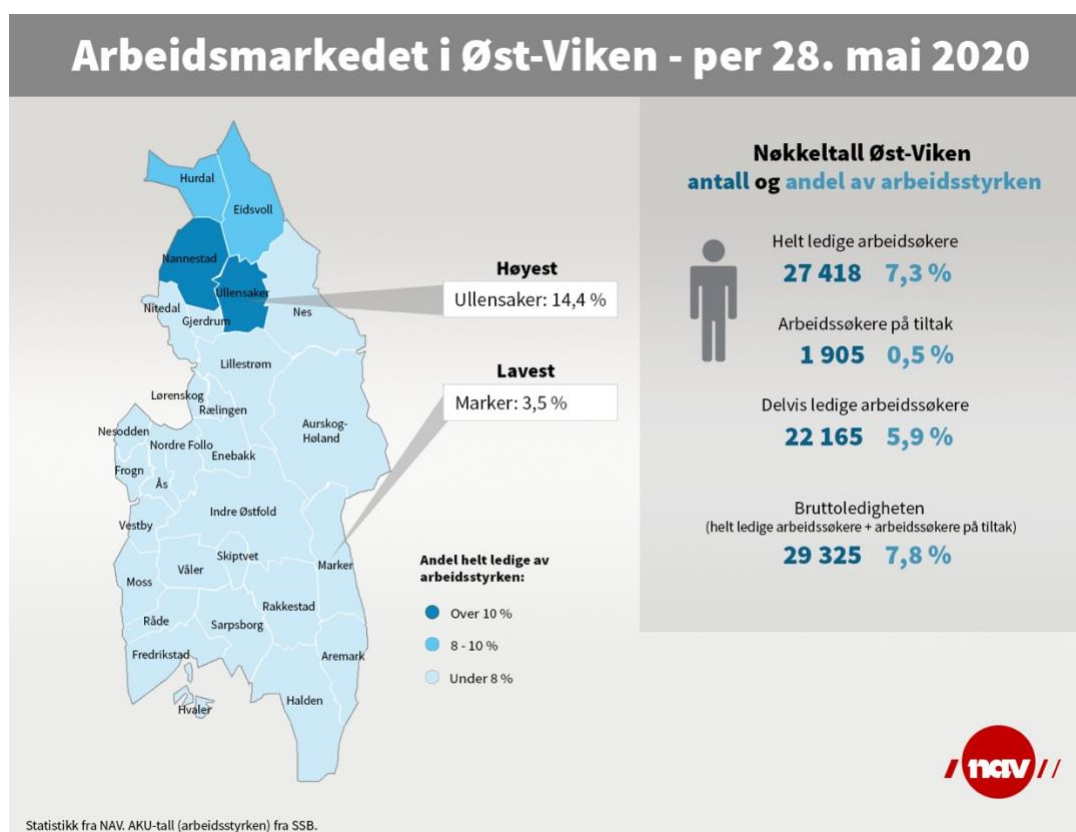 Arbeidsmarkedet i Øst-Viken - per 28. mai 2020
Hurdal
Eidsvoll
Nannestad
Ullensaker
Nitedal
Gjerdrum
Nes
Lillestrøm
Lørenskog
Rælingen
Aurskog-
Høland
Nesodden
Nordre Follo
Enebakk
Frogn
Ås
Indre Østfold
Vestby
Skiptvet
Våler
Marker
Moss
Rakkestad
Råde
Sarpsborg
Fredrikstad
Aremark
Halden
Hvaler
Høyest
Ullensaker: 14,4 %
Lavest
Marker: 3,5 %
Andel helt ledige av
arbeidsstyrken:
Over 10 %
8 - 10 %
Under 8 %
Nøkkeltall Øst-Viken
antall og andel av arbeidsstyrken
Helt ledige arbeidsøkere
27 418 7,3 %
Arbeidssøkere på tiltak
1 905 0,5 %
Delvis ledige arbeidssøkere
22 165 5,9 %
Bruttoledigheten
(helt ledige arbeidssøkere + arbeidssøkere på tiltak)
29 325 7,8 %
nav
Statistikk fra NAV. AKU-tall (arbeidsstyrken) fra SSB.